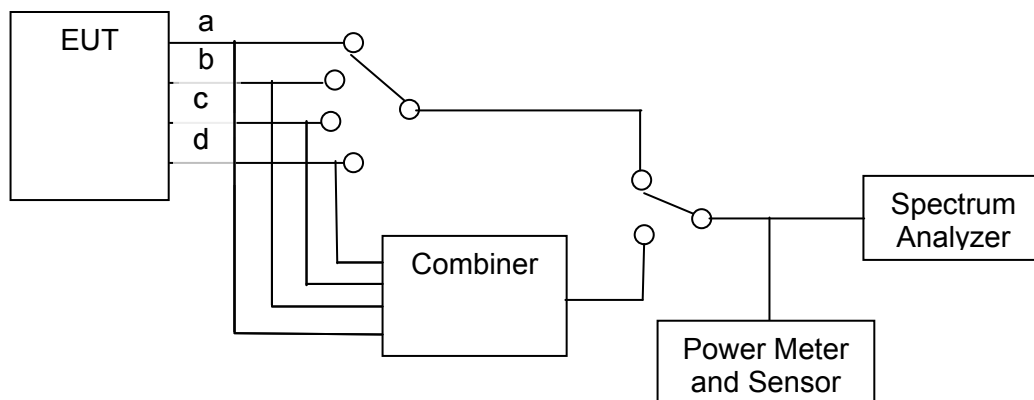 EUT
a
b
c
d
Combiner
Spectrum
Analyzer
Power Meter
and Sensor